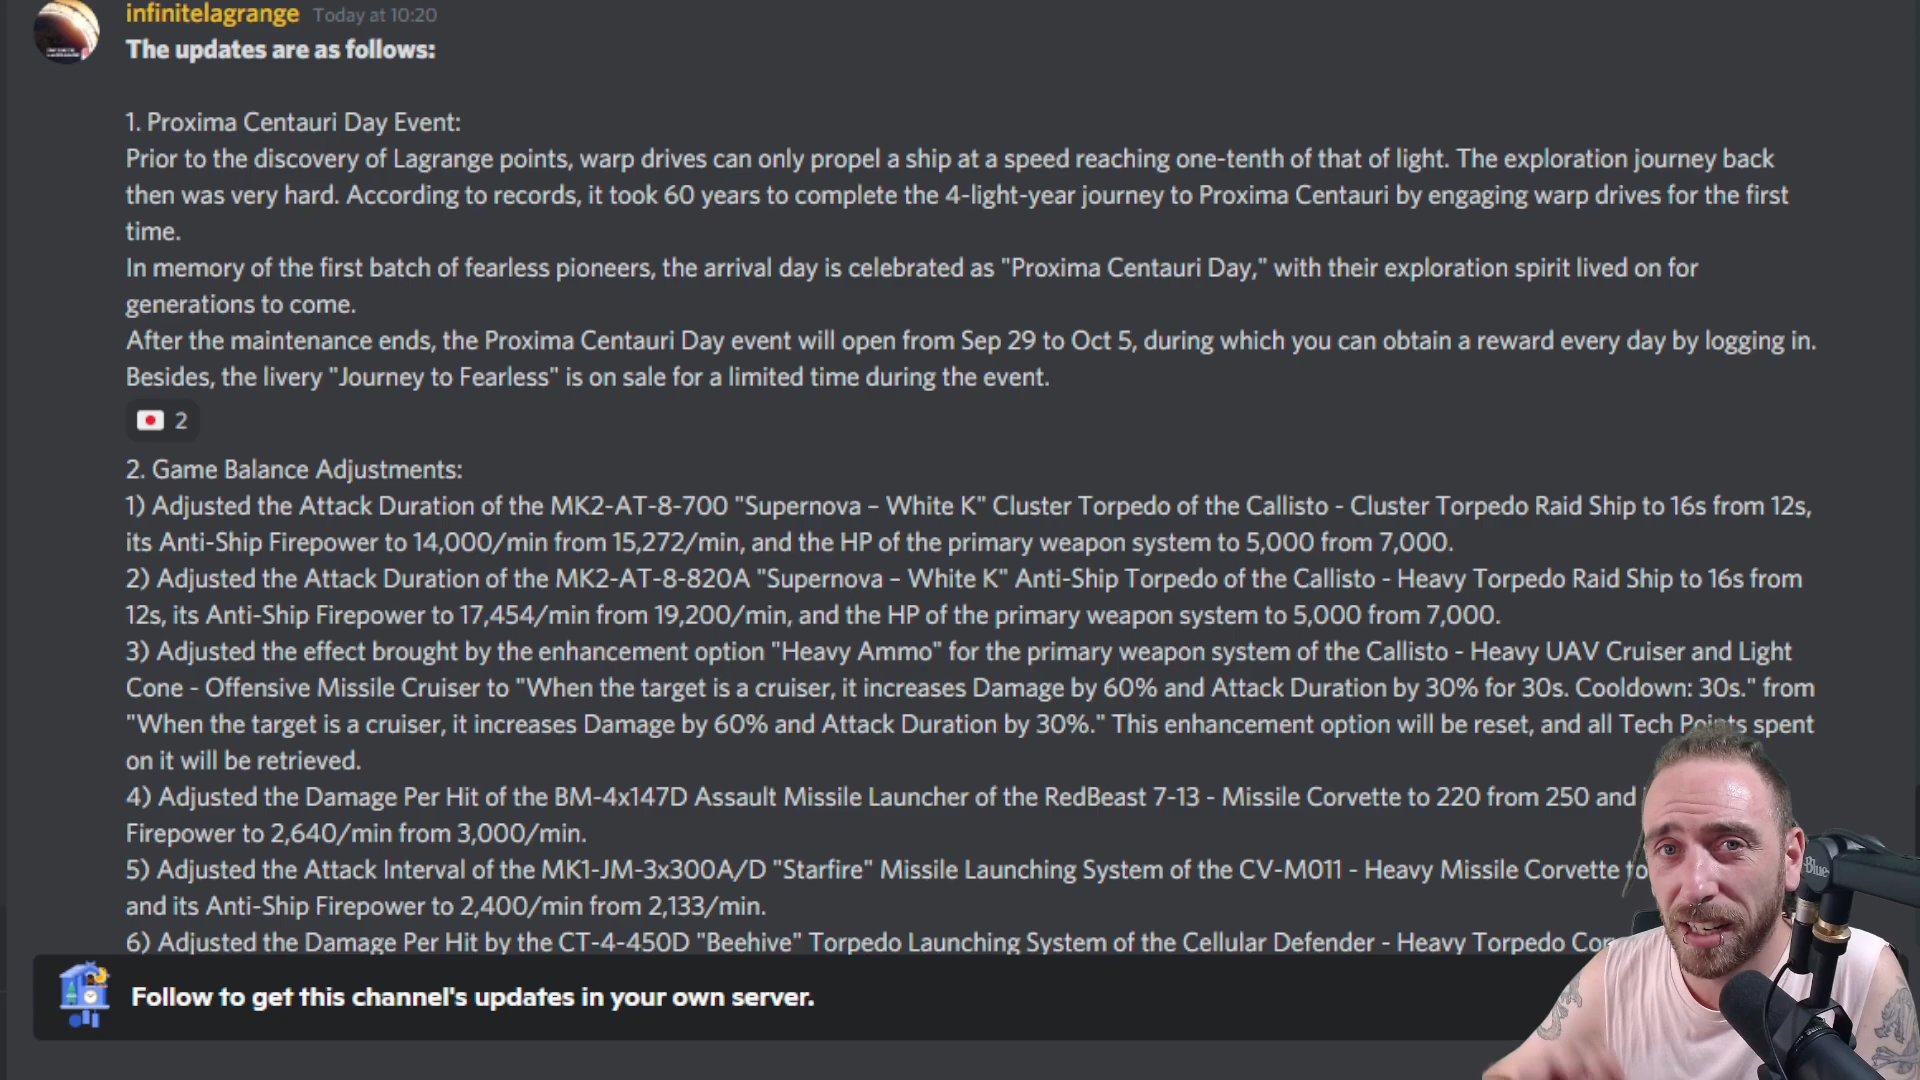 infinitelagrange Today at 10:20
The updates are as follows:
1. Proxima Centauri Day Event:
Prior to the discovery of Lagrange points, warp drives can only propel a ship at a speed reaching one-tenth of that of light. The exploration journey back
then was very hard. According to records, it took 60 years to complete the 4-light-year journey to Proxima Centauri by engaging warp drives for the first
time.
In memory of the first batch of fearless pioneers, the arrival day is celebrated as "Proxima Centauri Day," with their exploration spirit lived on for
generations to come.
After the maintenance ends, the Proxima Centauri Day event will open from Sep 29 to Oct 5, during which you can obtain a reward every day by logging in.
Besides, the livery "Journey to Fearless" is on sale for a limited time during the event.
2
2. Game Balance Adjustments:
1) Adjusted the Attack Duration of the MK2-AT-8-700 "Supernova – White K" Cluster Torpedo of the Callisto - Cluster Torpedo Raid Ship to 16s from 12s,
its Anti-Ship Firepower to 14,000/min from 15,272/min, and the HP of the primary weapon system to 5,000 from 7,000.
2) Adjusted the Attack Duration of the MK2-AT-8-820A "Supernova – White K" Anti-Ship Torpedo of the Callisto - Heavy Torpedo Raid Ship to 16s from
12s, its Anti-Ship Firepower to 17,454/min from 19,200/min, and the HP of the primary weapon system to 5,000 from 7,000.
3) Adjusted the effect brought by the enhancement option "Heavy Ammo" for the primary weapon system of the Callisto - Heavy UAV Cruiser and Light
Cone - Offensive Missile Cruiser to "When the target is a cruiser, it increases Damage by 60% and Attack Duration by 30% for 30s. Cooldown: 30s." from
"When the target is a cruiser, it increases Damage by 60% and Attack Duration by 30%." This enhancement option will be reset, and all Tech Points spent
on it will be retrieved.
4) Adjusted the Damage Per Hit of the BM-4x147D Assault Missile Launcher of the RedBeast 7-13 - Missile Corvette to 220 from 250 and
Firepower to 2,640/min from 3,000/min.
5) Adjusted the Attack Interval of the MK1-JM-3x300A/D "Starfire" Missile Launching System of the CV-M011 - Heavy Missile Corvette to
and its Anti-Ship Firepower to 2,400/min from 2,133/min.
6) Adjusted the Damage Per Hit by the CT-4-450D "Beehive" Torpedo Launching System of the Cellular Defender - Heavy Torpedo
Follow to get this channel's updates in your own server.
Blue